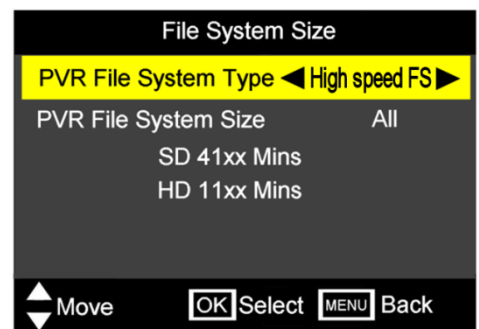 File System Size
PVR File System Type High speed FS
PVR File System Size All
SD 41xx Mins
HD 11xx Mins
Move OK Select MENU Back